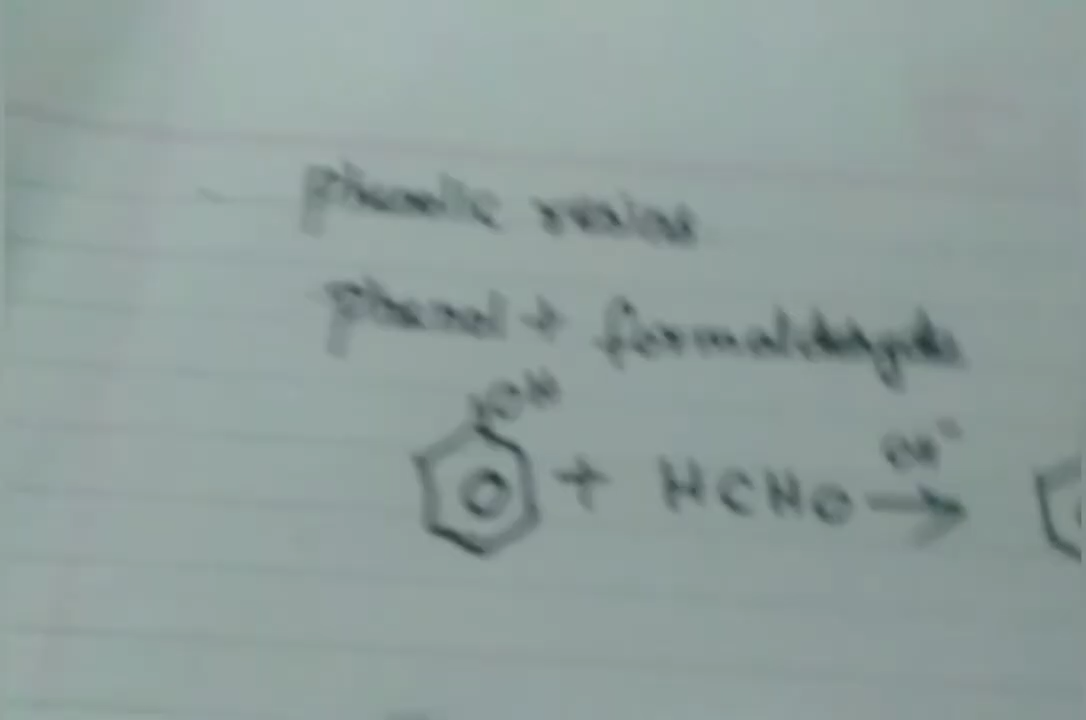 phenolic resins
phenol + formaldehyde
OH
+ HCHO → OH⁻